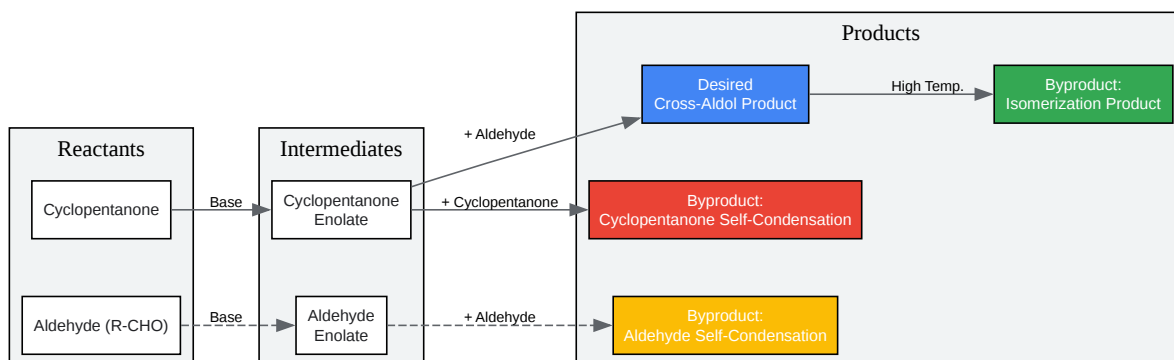 Products
Desired
Cross-Aldol Product
High Temp.
Byproduct:
Isomerization Product
+ Aldehyde
Reactants
Intermediates
Cyclopentanone
Base
Cyclopentanone
Enolate
+ Cyclopentanone
Byproduct:
Cyclopentanone Self-Condensation
Aldehyde (R-CHO)
Base
Aldehyde
Enolate
+ Aldehyde
Byproduct:
Aldehyde Self-Condensation